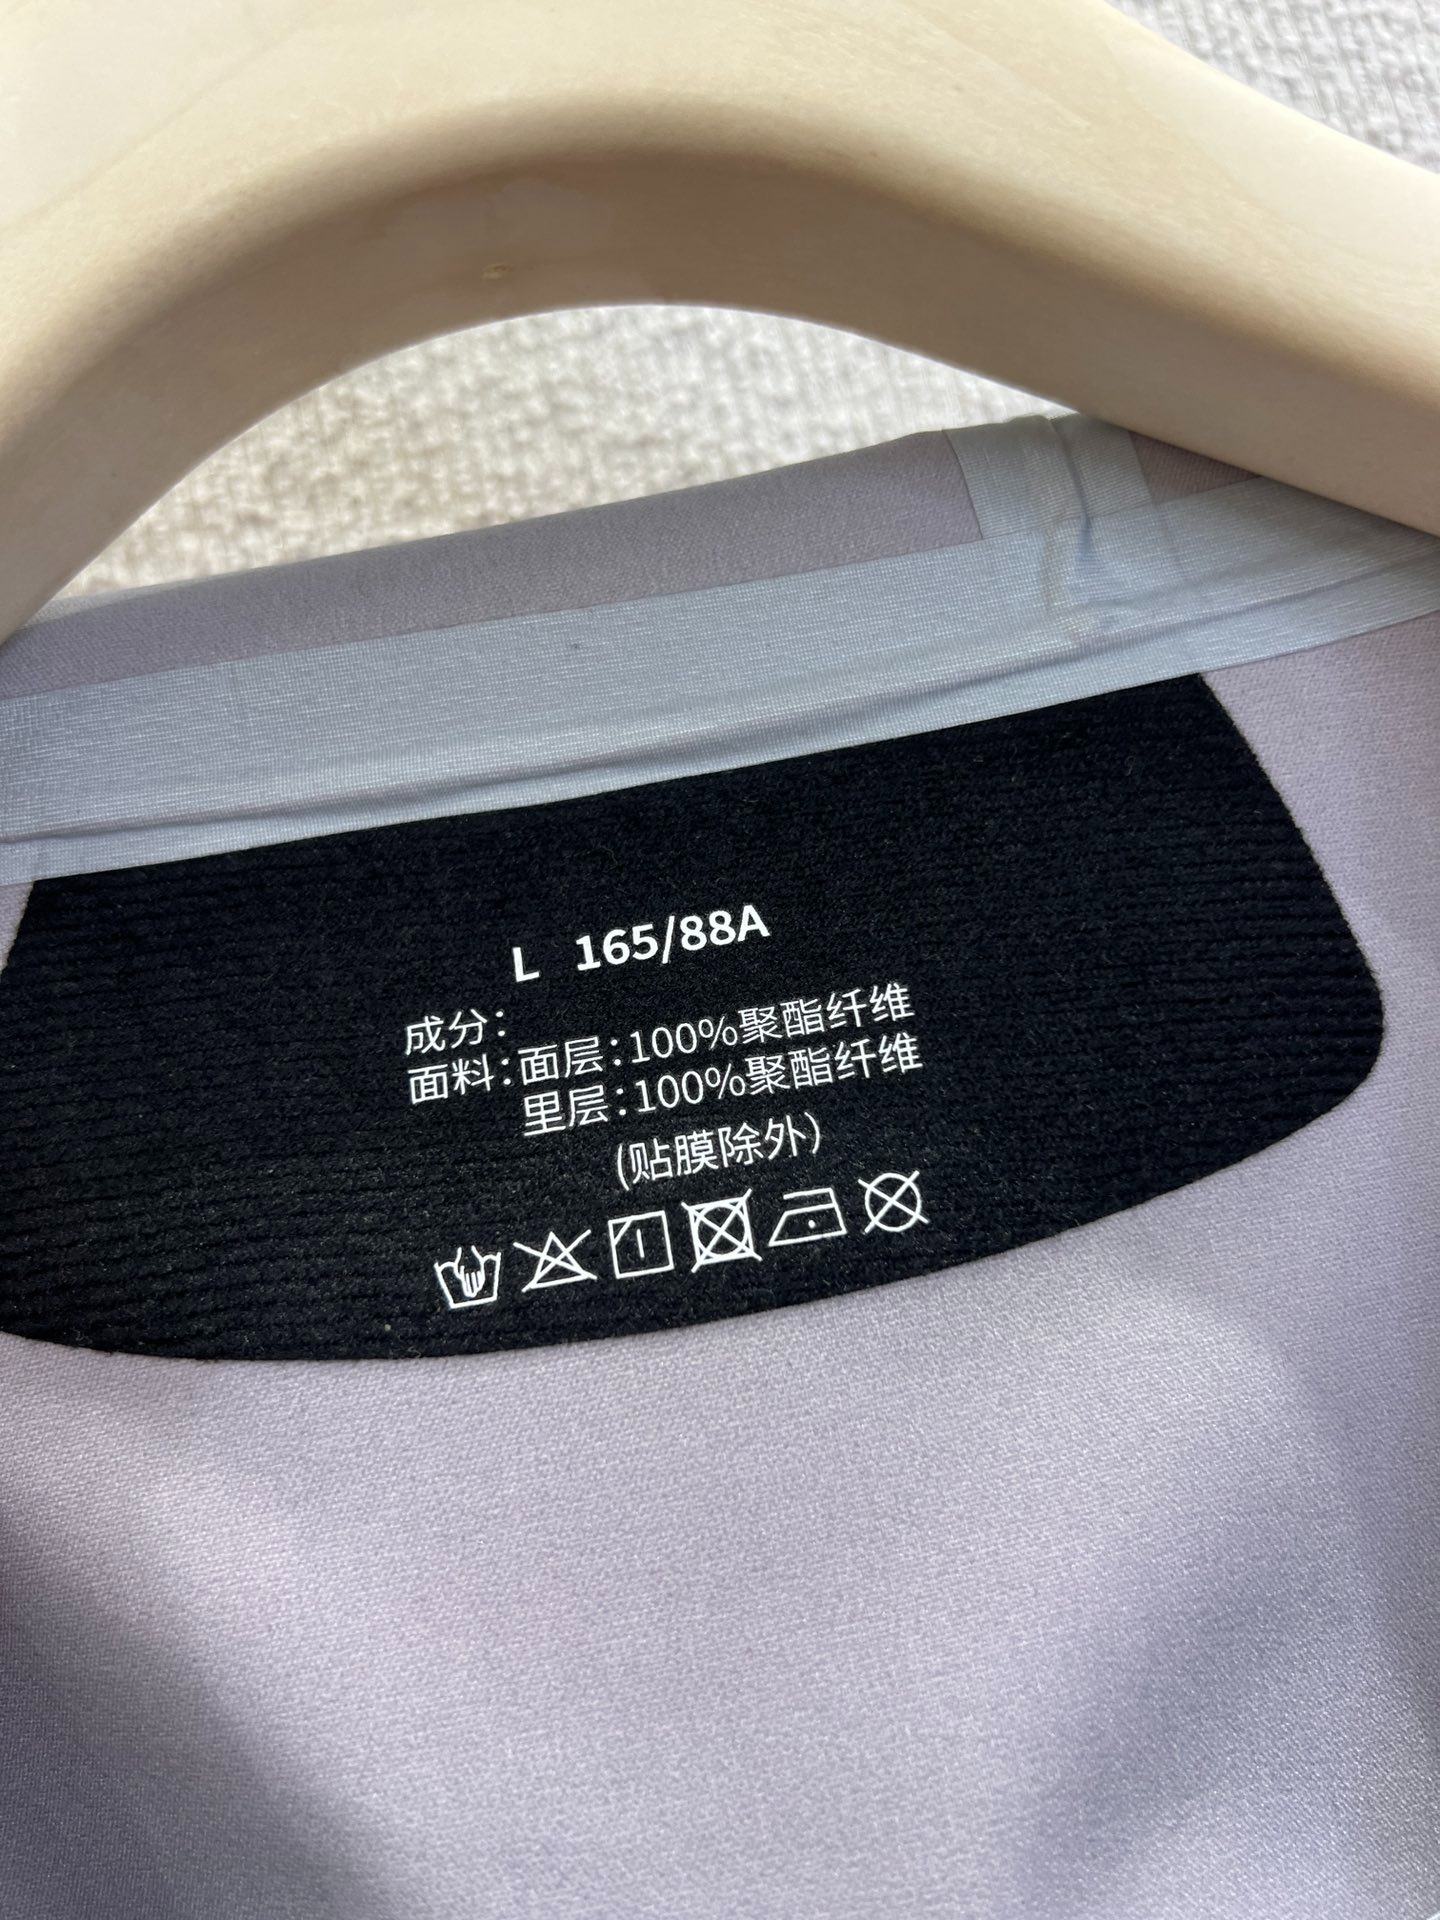 L 165/88A
成分：
面料：面层：100%聚酯纤维
里层：100%聚酯纤维
(贴膜除外)